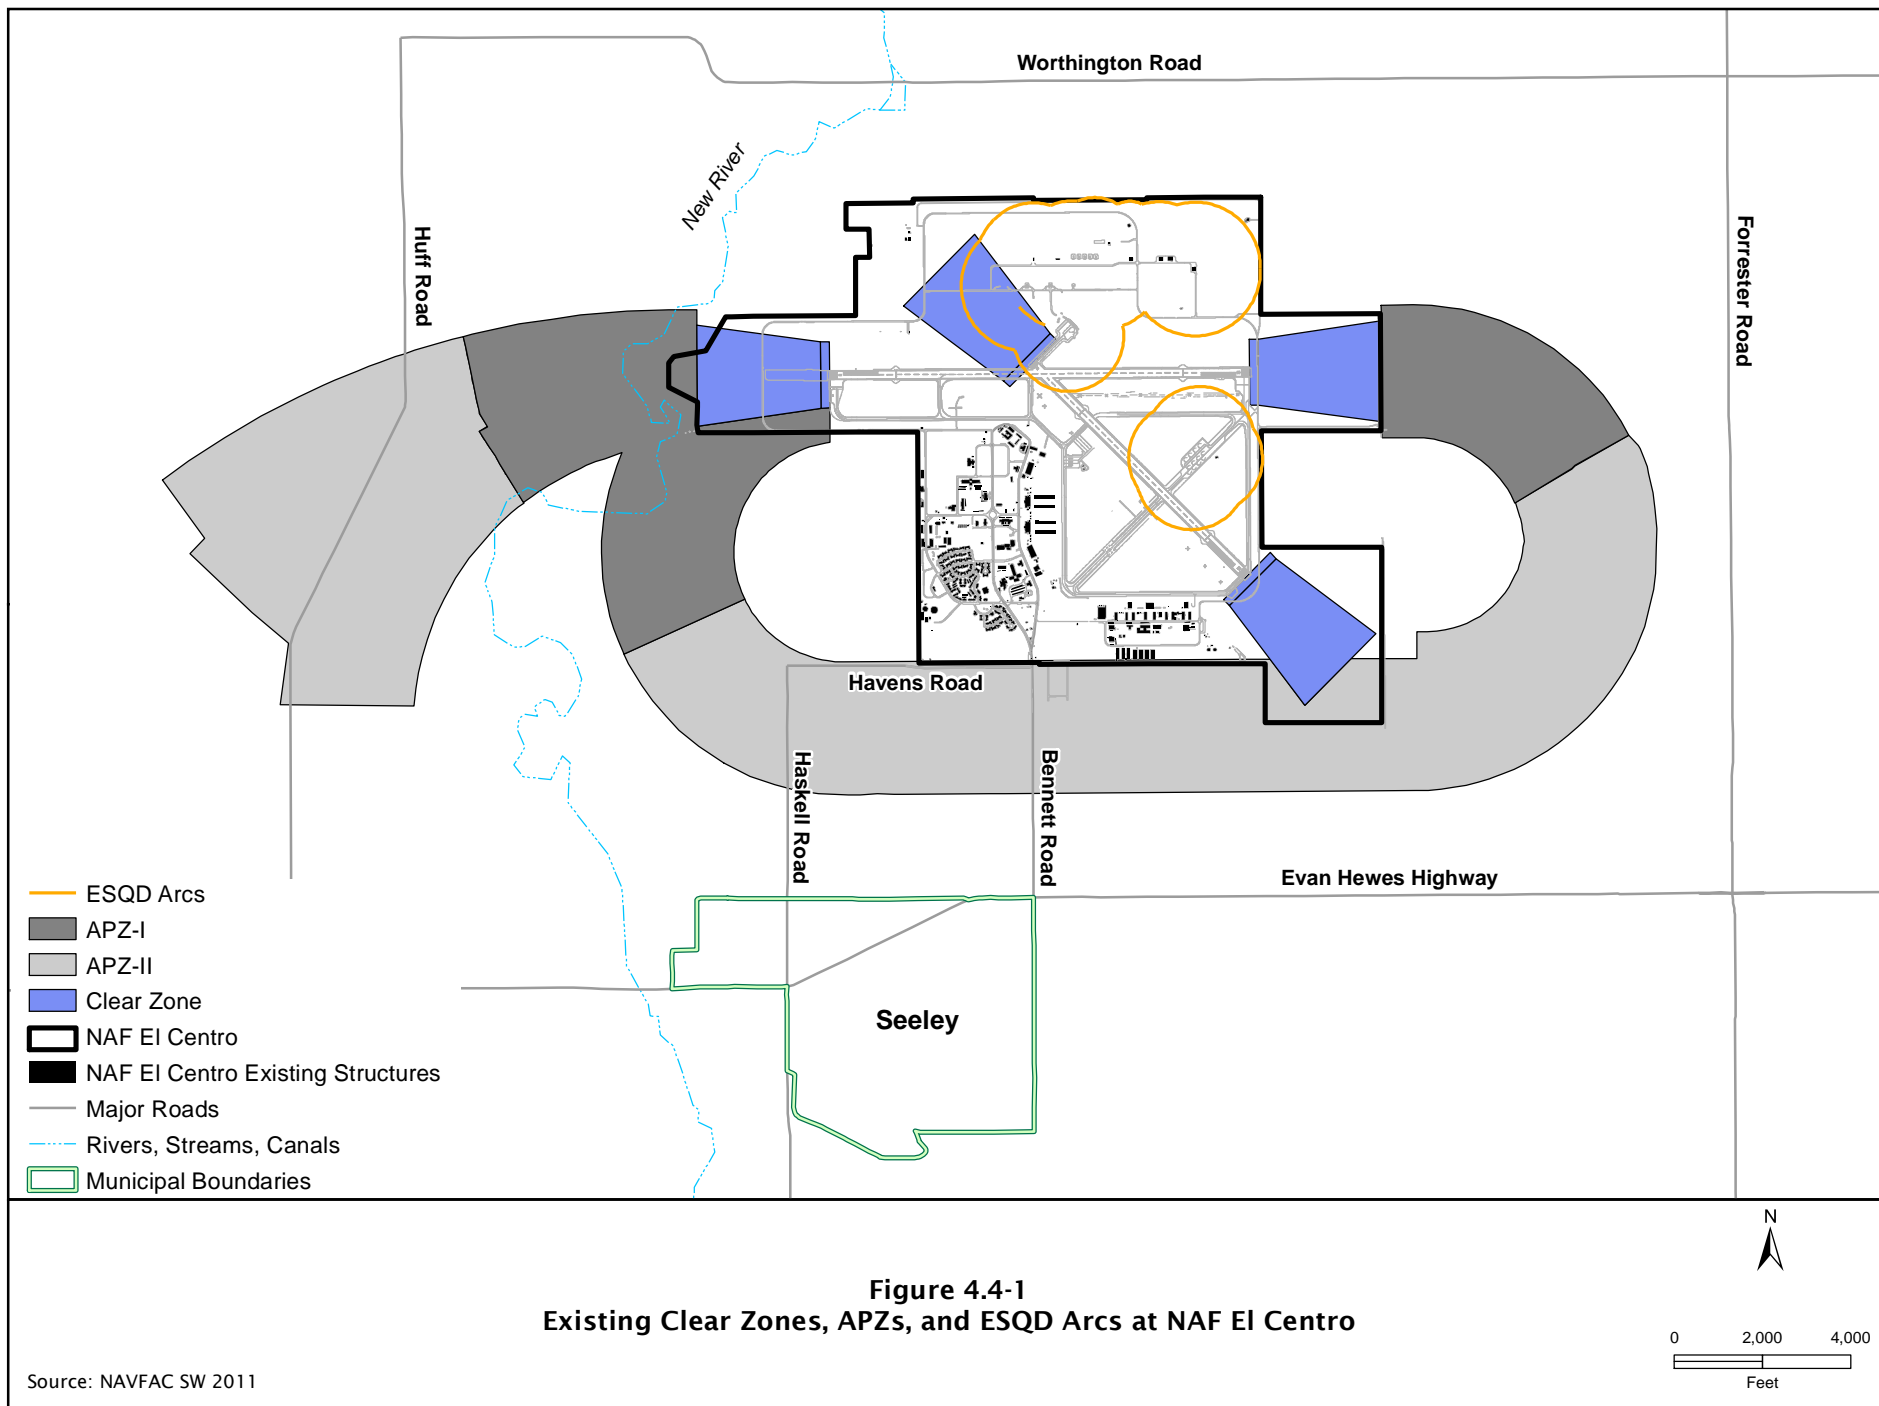 Worthington Road
New River
Huff Road
Forrester Road
Havens Road
Haskell Road
Bennett Road
Evan Hewes Highway
Seeley
ESQD Arcs
APZ-I
APZ-II
Clear Zone
NAF El Centro
NAF El Centro Existing Structures
Major Roads
Rivers, Streams, Canals
Municipal Boundaries
N
Figure 4.4-1
Existing Clear Zones, APZs, and ESQD Arcs at NAF El Centro
0 2,000 4,000
Feet
Source: NAVFAC SW 2011